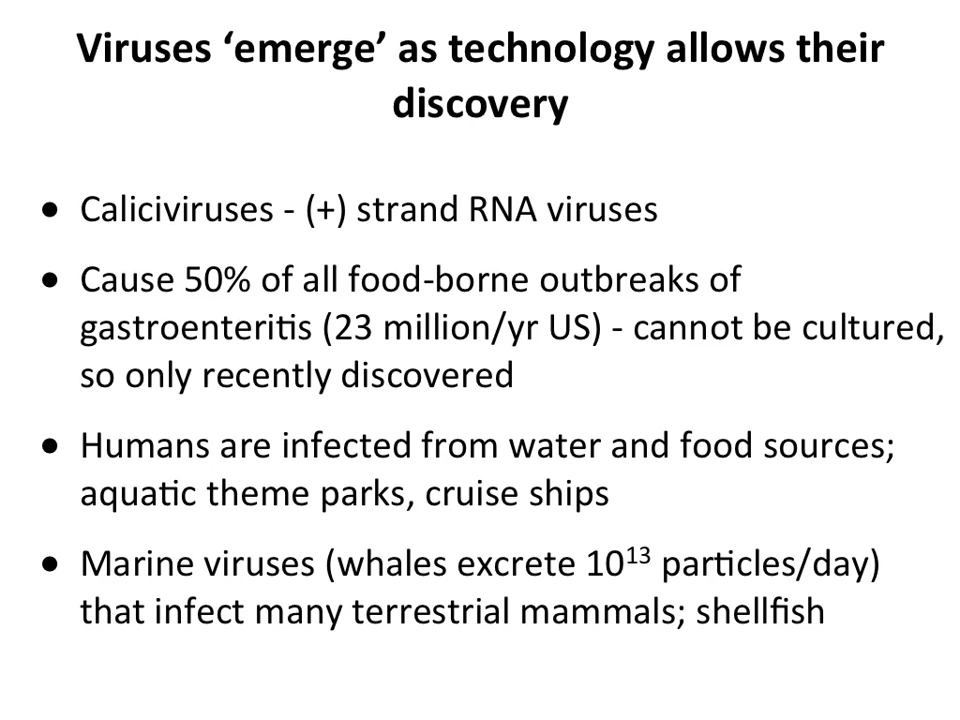 Viruses ‘emerge’ as technology allows their
discovery
• Caliciviruses - (+) strand RNA viruses
• Cause 50% of all food-borne outbreaks of
gastroenteritis (23 million/yr US) - cannot be cultured,
so only recently discovered
• Humans are infected from water and food sources;
aquatic theme parks, cruise ships
• Marine viruses (whales excrete 10¹³ particles/day)
that infect many terrestrial mammals; shellfish